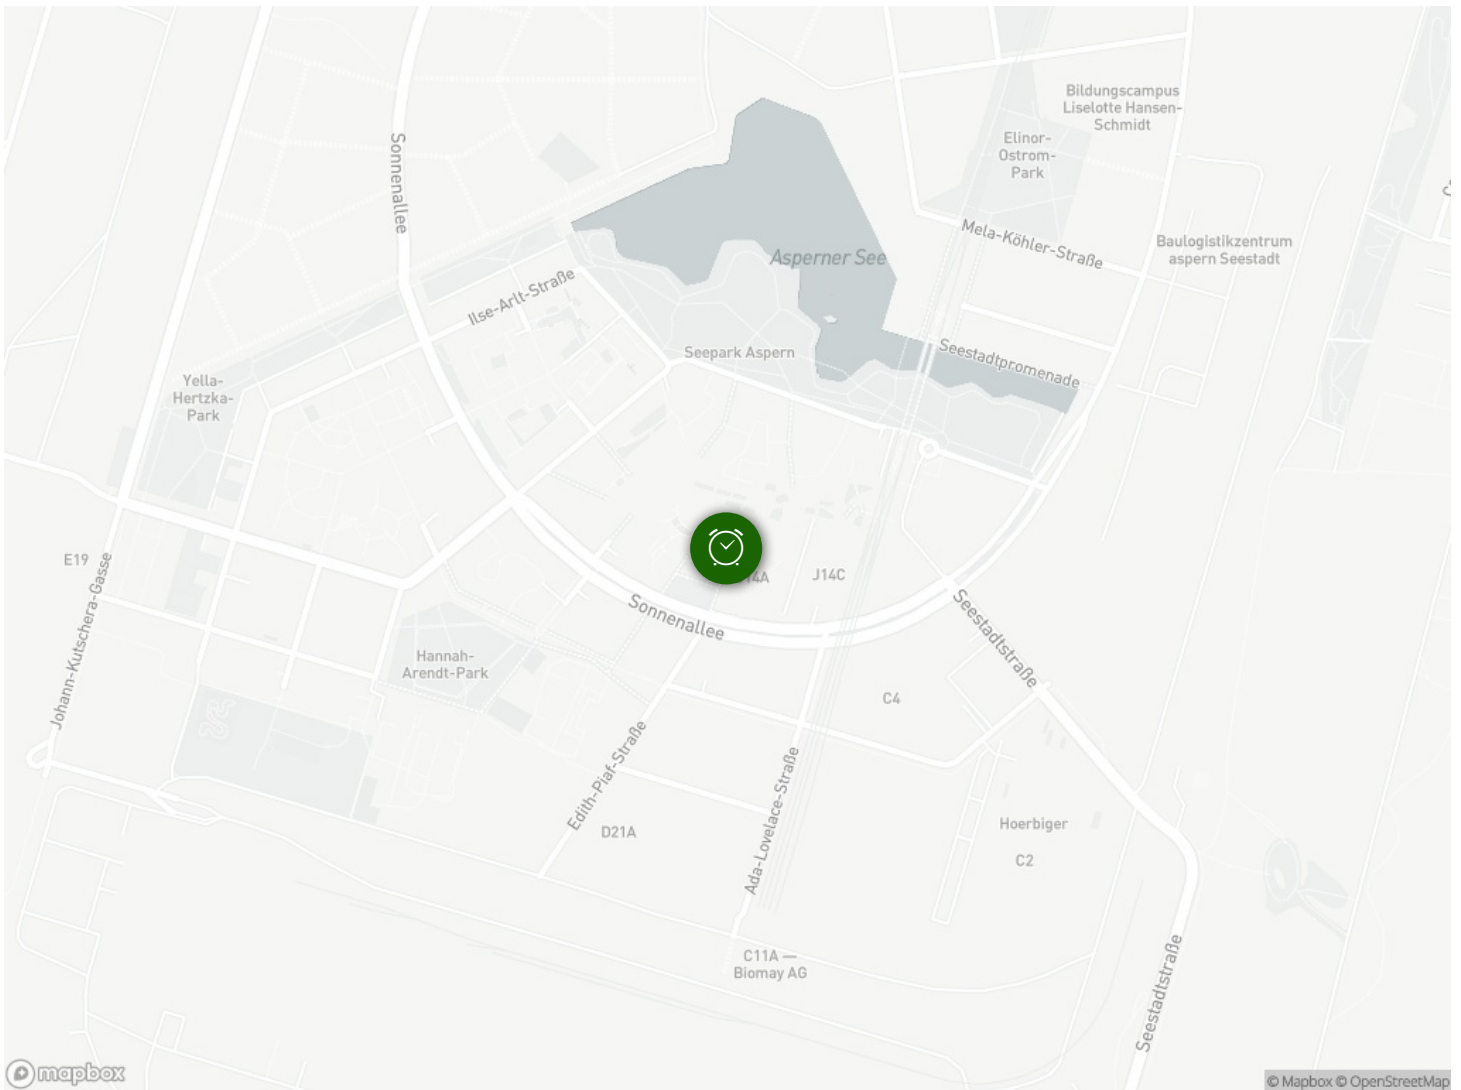 Bildungscampus
Liselotte Hansen-
Schmidt
Elinor-
Ostrom-
Park
Sonnenallee
Mela-Köhler-Straße
Baulogistikzentrum
aspern Seestadt
Asperner See
Ilse-Arlt-Straße
Seepark Aspern
Seestadtpromenade
Yella-
Hertzka-
Park
E19
14A
J14C
Johann-Kutschera-Gasse
Sonnenallee
Seestadtstraße
Hannah-
Arendt-Park
C4
Edith-Piaf-Straße
Ada-Lovelace-Straße
D21A
Hoerbiger
C2
C11A —
Biomay AG
Seestadtstraße
mapbox
© Mapbox © OpenStreetMap